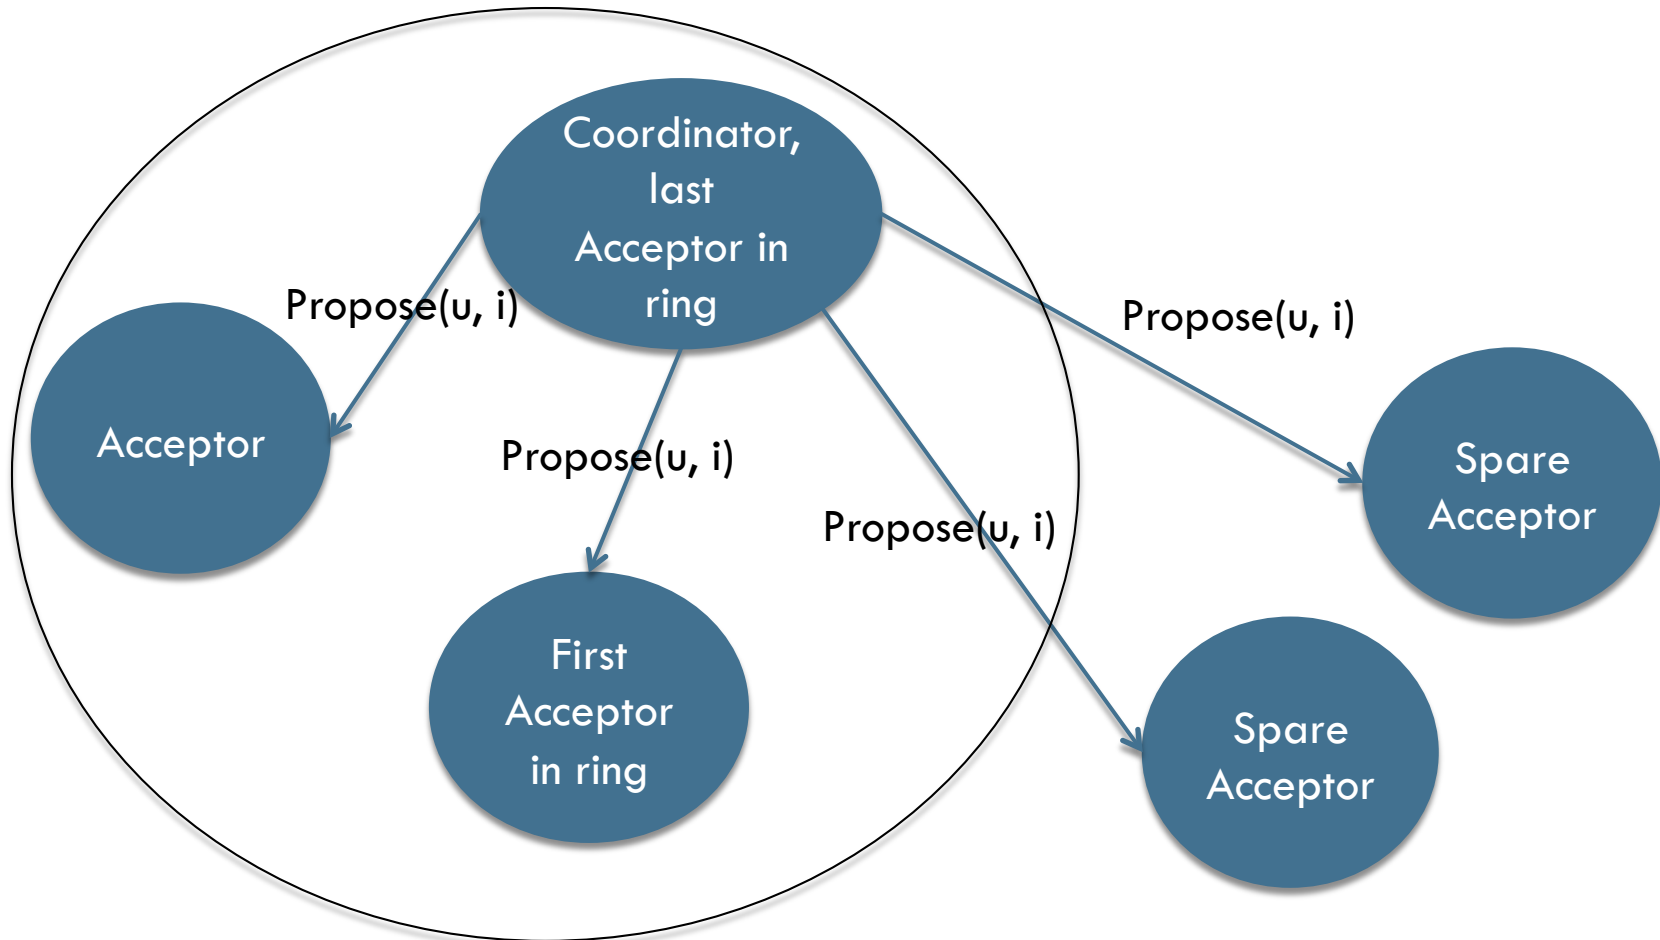 Coordinator,
last
Acceptor in
ring
Propose(u, i)
Propose(u, i)
Acceptor
Propose(u, i)
Spare
Acceptor
Propose(u, i)
First
Acceptor
in ring
Spare
Acceptor